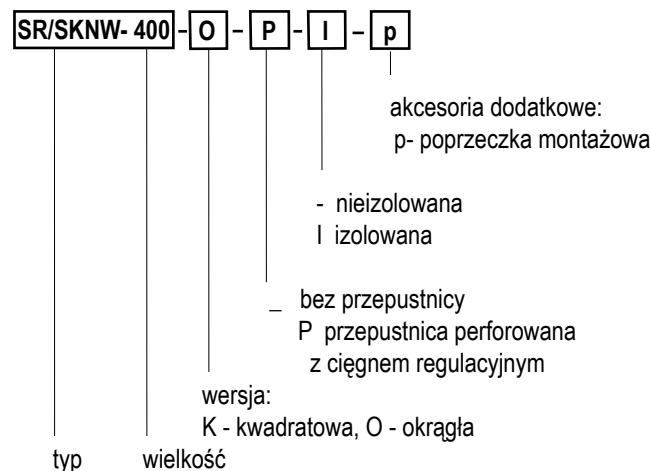 SR/SKNW- 400 - O - P - I - p
akcesoria dodatkowe:
p- poprzeczka montażowa
- nieizolowana
I izolowana
_ bez przepustnicy
P przepustnica perforowana
z cięgnem regulacyjnym
wersja:
K - kwadratowa, O - okrągła
typ wielkość